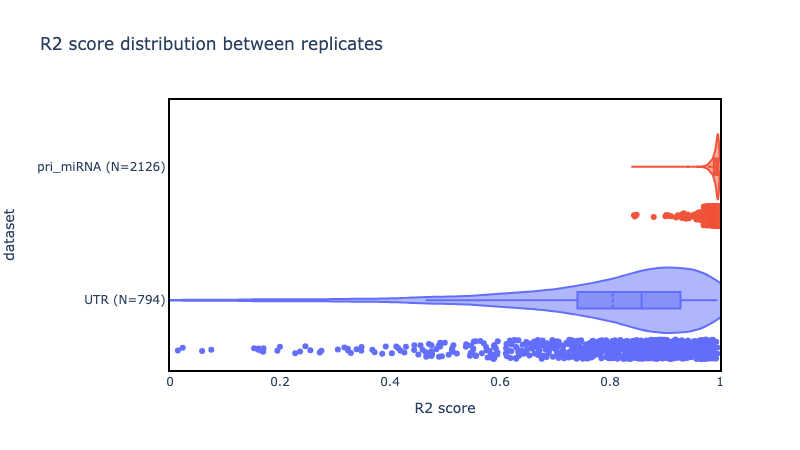 R2 score distribution between replicates
pri_miRNA (N=2126)
UTR (N=794)
dataset
0 0.2 0.4 0.6 0.8 1
R2 score